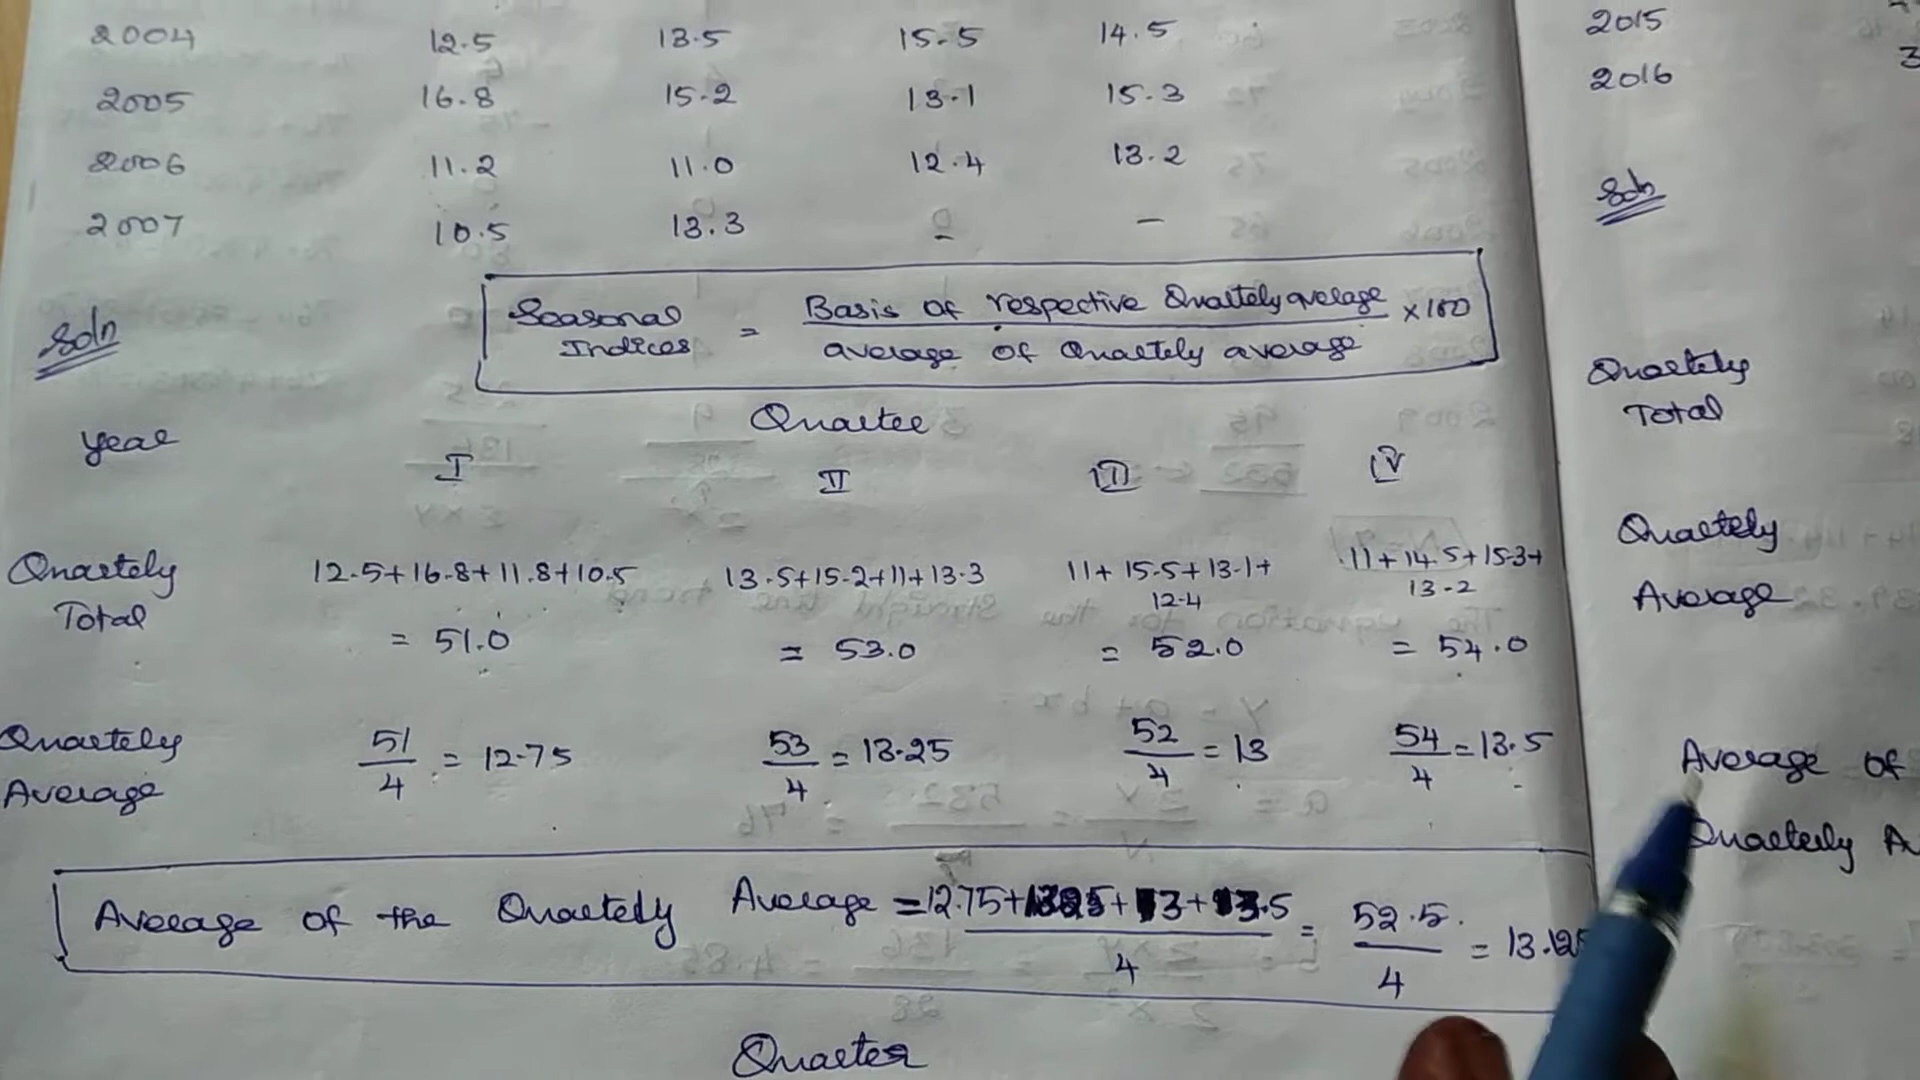 2004 12.5 13.5 15.5 14.5
2005 16.8 15.2 13.1 15.3
2006 11.2 11.0 12.4 13.2
2007 10.5 13.3 - -
Soln
Seasonal Indices = Basis of respective Quartely average / average of Quartely average × 100
Quarter
Year I II III IV
Quartely Total
12.5+16.8+11.8+10.5 = 51.0
13.5+15.2+11+13.3 = 53.0
11+15.5+13.1+12.4 = 52.0
11+14.5+15.3+13.2 = 54.0
Quartely Average
51/4 = 12.75
53/4 = 13.25
52/4 = 13
54/4 = 13.5
Average of the Quartely Average = 12.75+1325+13+13.5 / 4 = 52.5/4 = 13.125
Quarter
2015
2016
Soln
Quartely
Total
Quartely
Average
Average of
Quarterly A